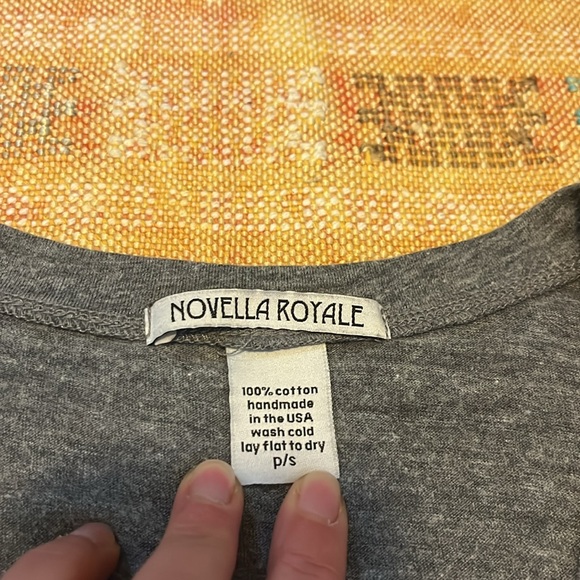 NOVELLA ROYALE
100% cotton
handmade
in the USA
wash cold
lay flat to dry
p/s